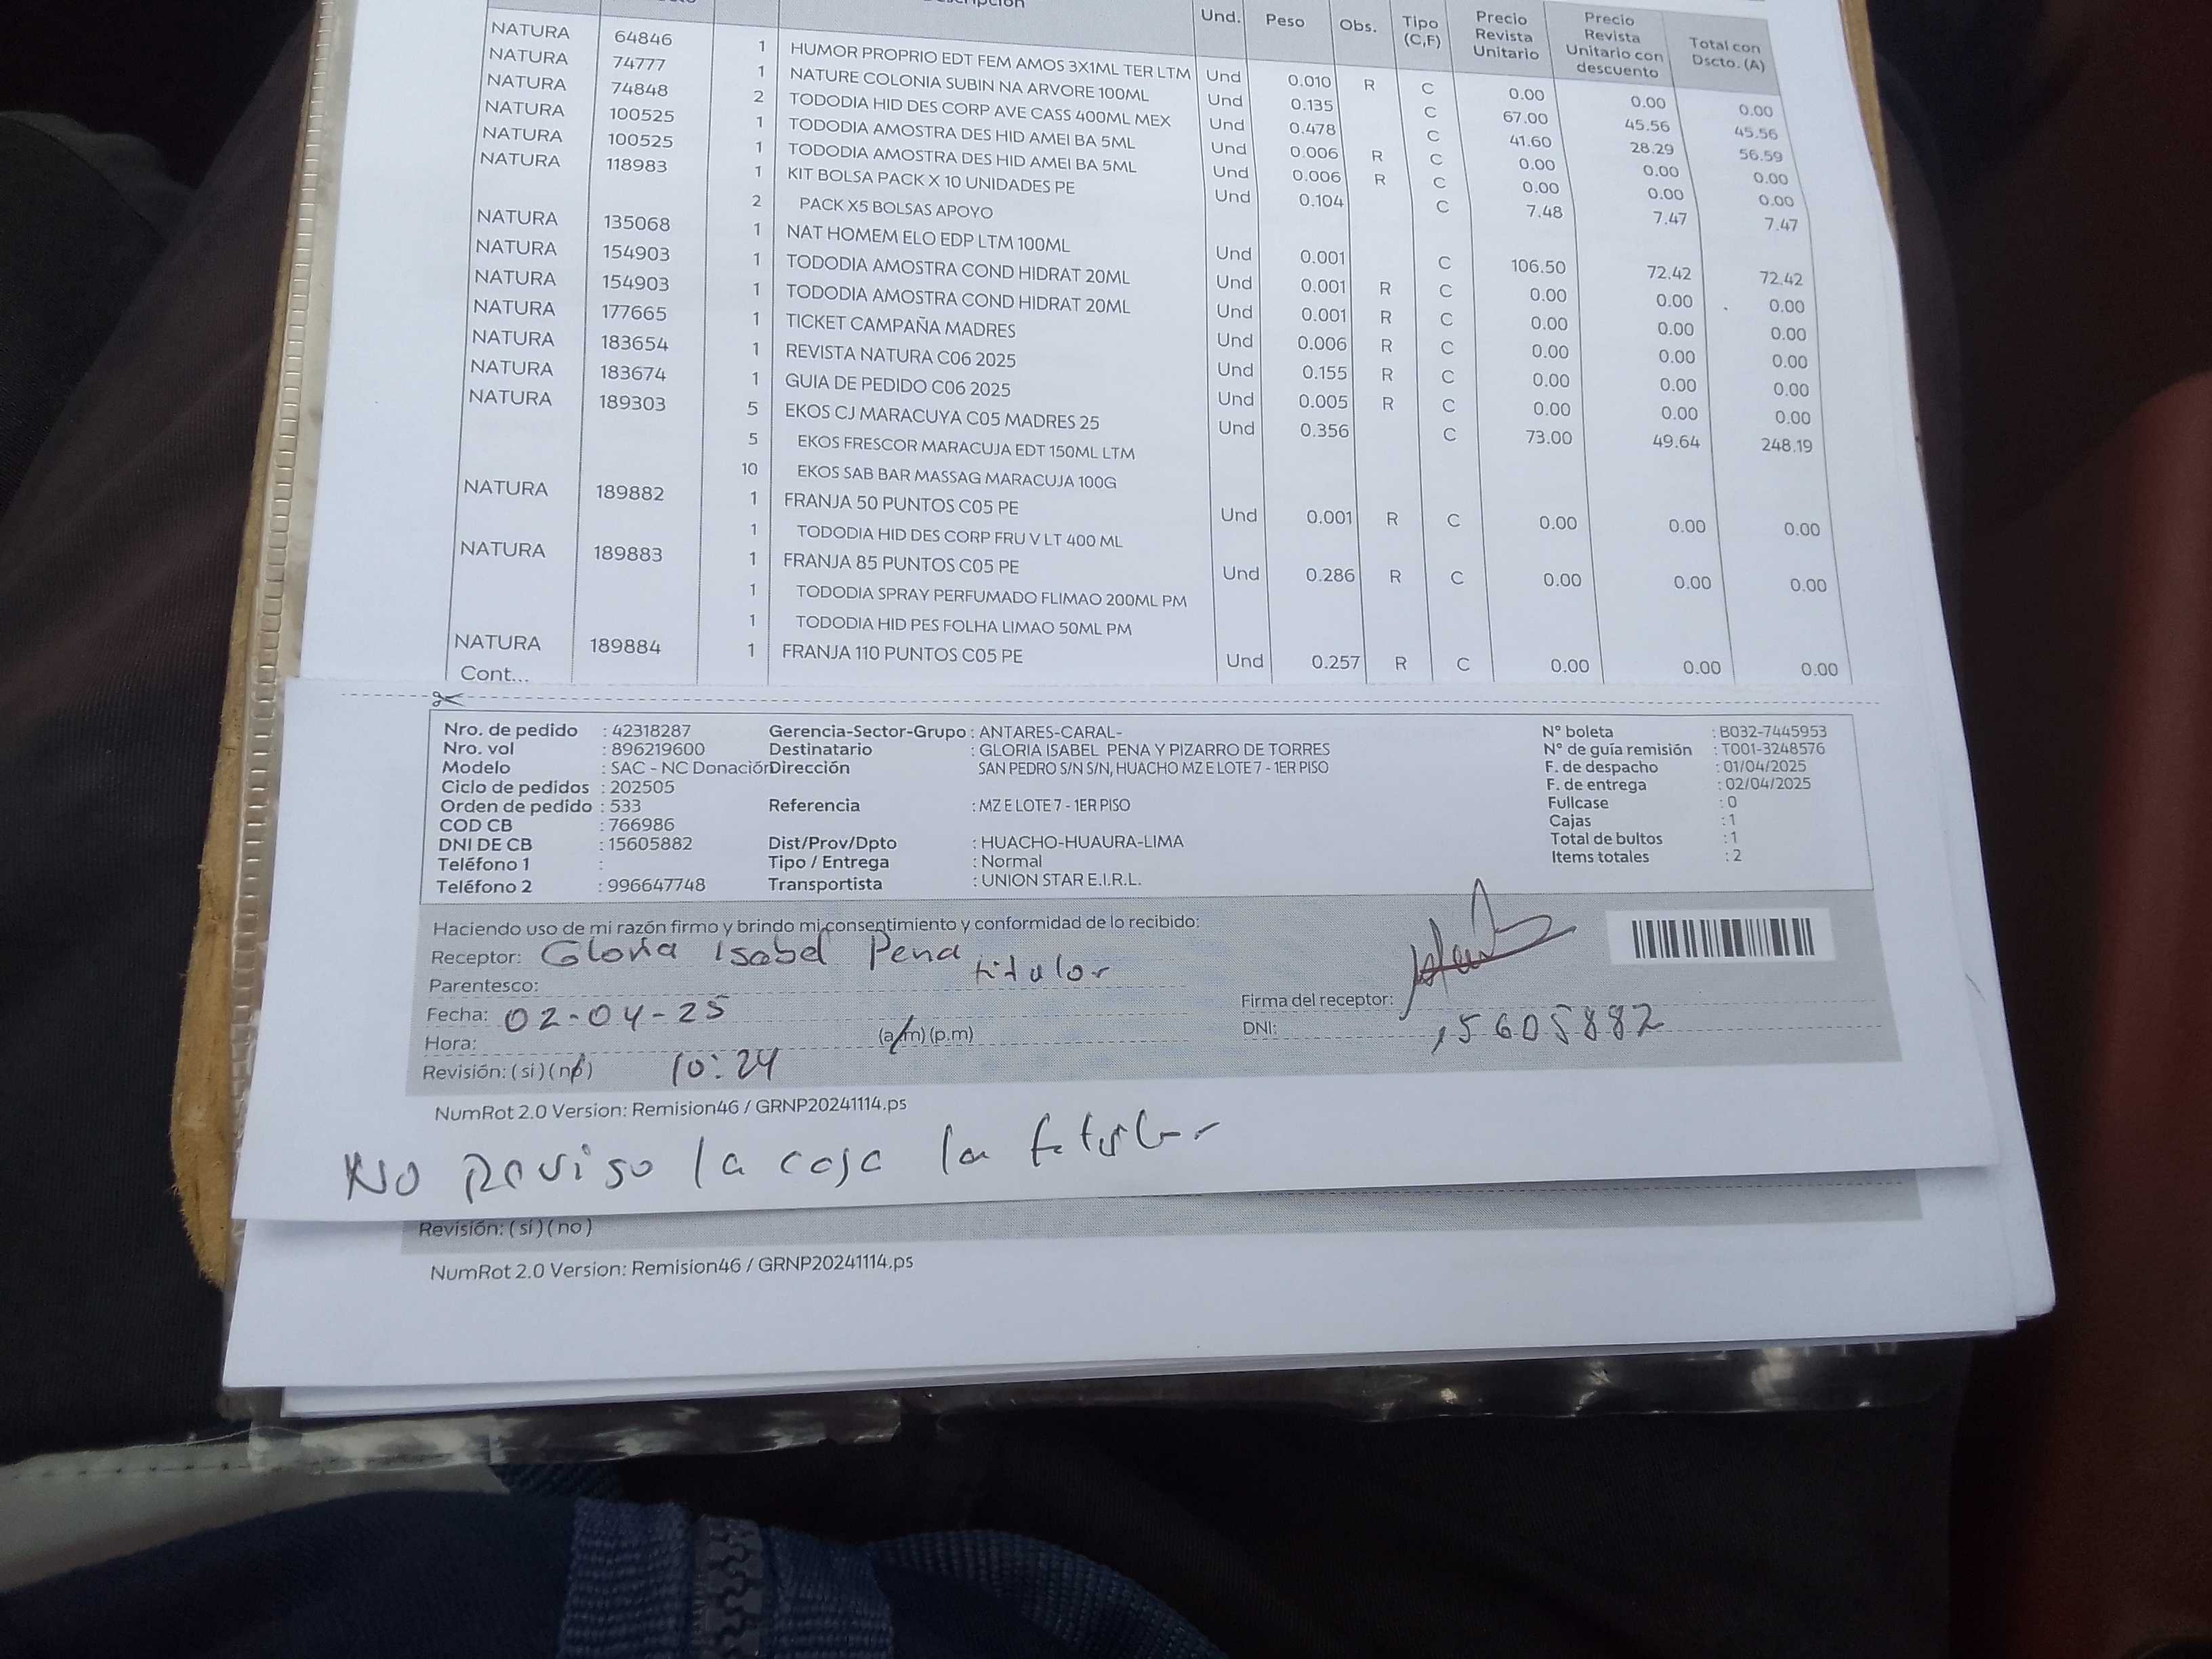 Und. Peso Obs. Tipo (C,F) Precio Revista Unitario Precio Revista Unitario con descuento Total con Dscto. (A)
NATURA 64846 1 HUMOR PROPRIO EDT FEM AMOS 3X1ML TER LTM Und 0.010 R C 0.00 0.00 0.00
NATURA 74777 1 NATURE COLONIA SUBIN NA ARVORE 100ML Und 0.135 C 67.00 45.56 45.56
NATURA 74848 2 TODODIA HID DES CORP AVE CASS 400ML MEX Und 0.478 C 41.60 28.29 56.59
NATURA 100525 1 TODODIA AMOSTRA DES HID AMEI BA 5ML Und 0.006 R C 0.00 0.00 0.00
NATURA 100525 1 TODODIA AMOSTRA DES HID AMEI BA 5ML Und 0.006 R C 0.00 0.00 0.00
NATURA 118983 1 KIT BOLSA PACK X 10 UNIDADES PE Und 0.104 C 7.48 7.47 7.47
2 PACK X5 BOLSAS APOYO
NATURA 135068 1 NAT HOMEM ELO EDP LTM 100ML Und 0.001 C 106.50 72.42 72.42
NATURA 154903 1 TODODIA AMOSTRA COND HIDRAT 20ML Und 0.001 R C 0.00 0.00 0.00
NATURA 154903 1 TODODIA AMOSTRA COND HIDRAT 20ML Und 0.001 R C 0.00 0.00 0.00
NATURA 177665 1 TICKET CAMPAÑA MADRES Und 0.006 R C 0.00 0.00 0.00
NATURA 183654 1 REVISTA NATURA C06 2025 Und 0.155 R C 0.00 0.00 0.00
NATURA 183674 1 GUIA DE PEDIDO C06 2025 Und 0.005 R C 0.00 0.00 0.00
NATURA 189303 5 EKOS CJ MARACUYA C05 MADRES 25 Und 0.356 C 73.00 49.64 248.19
5 EKOS FRESCOR MARACUJA EDT 150ML LTM
10 EKOS SAB BAR MASSAG MARACUJA 100G
NATURA 189882 1 FRANJA 50 PUNTOS C05 PE Und 0.001 R C 0.00 0.00 0.00
1 TODODIA HID DES CORP FRU V LT 400 ML
NATURA 189883 1 FRANJA 85 PUNTOS C05 PE Und 0.286 R C 0.00 0.00 0.00
1 TODODIA SPRAY PERFUMADO FLIMAO 200ML PM
1 TODODIA HID PES FOLHA LIMAO 50ML PM
NATURA 189884 1 FRANJA 110 PUNTOS C05 PE Und 0.257 R C 0.00 0.00 0.00
Cont...
Nro. de pedido : 42318287 Gerencia-Sector-Grupo : ANTARES-CARAL- N° boleta : B032-7445953
Nro. vol : 896219600 Destinatario : GLORIA ISABEL PENA Y PIZARRO DE TORRES N° de guía remisión : T001-3248576
Modelo : SAC - NC Donación Dirección SAN PEDRO S/N S/N, HUACHO MZ E LOTE 7 - 1ER PISO F. de despacho : 01/04/2025
Ciclo de pedidos : 202505 F. de entrega : 02/04/2025
Orden de pedido : 533 Referencia : MZ E LOTE 7 - 1ER PISO Fullcase : 0
COD CB : 766986 Cajas : 1
DNI DE CB : 15605882 Dist/Prov/Dpto : HUACHO-HUAURA-LIMA Total de bultos : 1
Teléfono 1 : Tipo / Entrega : Normal Items totales : 2
Teléfono 2 : 996647748 Transportista : UNION STAR E.I.R.L.
Haciendo uso de mi razón firmo y brindo mi consentimiento y conformidad de lo recibido:
Receptor: Gloria Isabel Pena
Parentesco: titular
Fecha: 02-04-25 Firma del receptor:
Hora: 10:24 (a.m) (p.m) DNI: 15605882
Revisión: (si) (no)
NumRot 2.0 Version: Remision46 / GRNP20241114.ps
No Reviso la caja la
Revisión: (si) (no)
NumRot 2.0 Version: Remision46 / GRNP20241114.ps